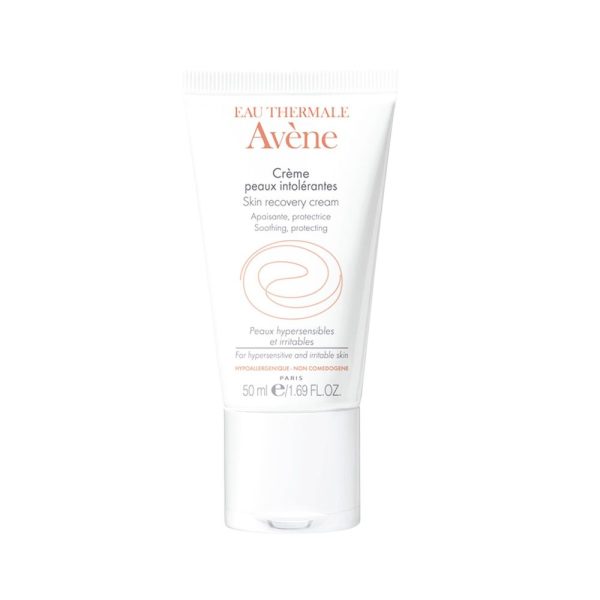 EAU THERMALE
Avène
Crème
peaux intolérantes
Skin recovery cream
Apaisante, protectrice
Soothing, protecting
Peaux hypersensibles
et irritables
For hypersensitive and irritable skin
HYPOALLERGENIQUE - NON COMEDOGENE
PARIS
50 ml e/1.69 FL.OZ.